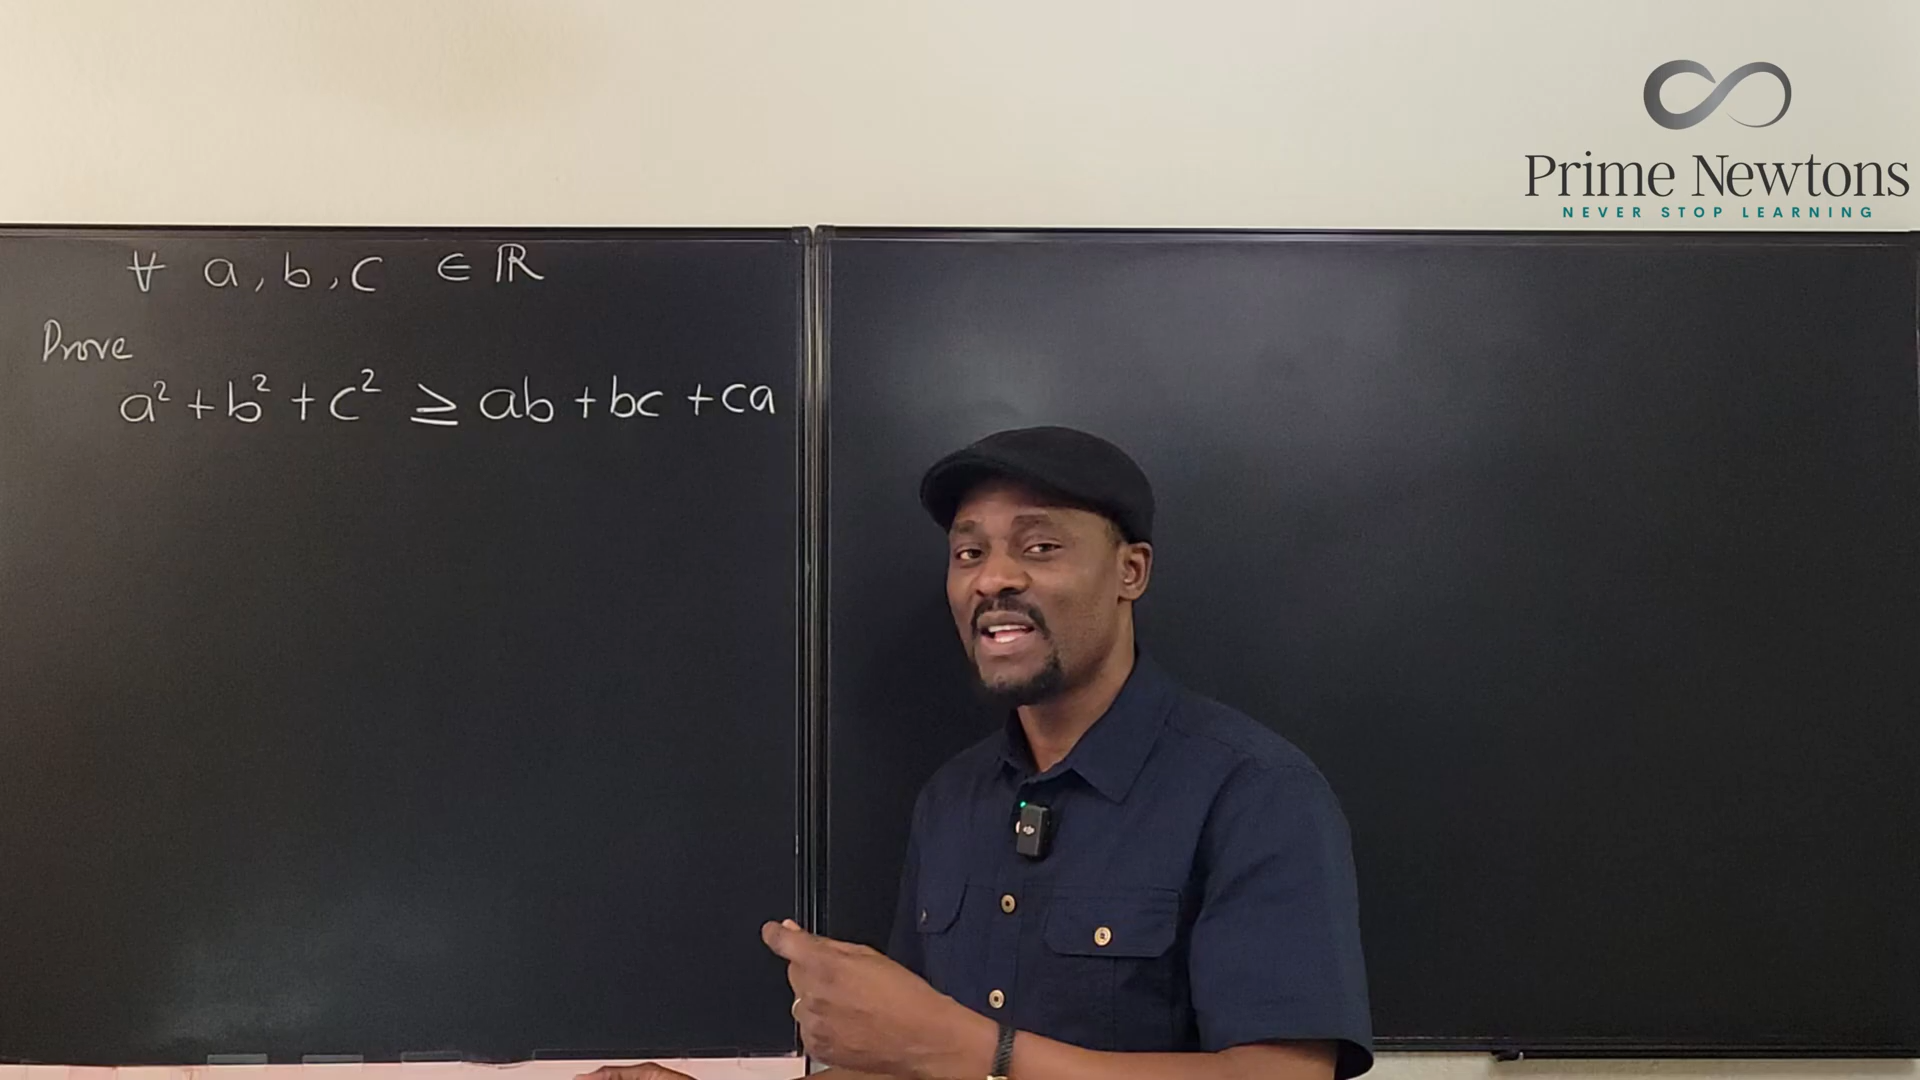 Prime Newtons
NEVER STOP LEARNING
∀ a, b, c ∈ ℝ
Prove
a² + b² + c² ≥ ab + bc + ca